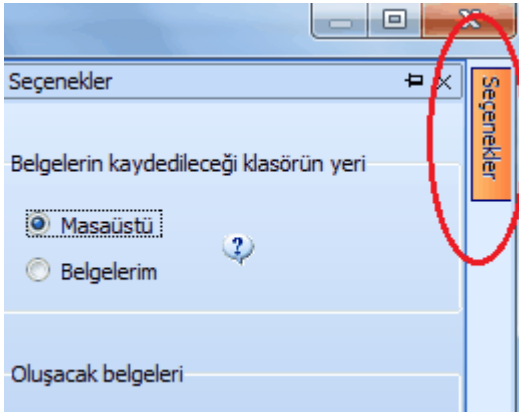 Seçenekler
Seçenekler
Belgelerin kaydedileceği klasörün yeri
Masaüstü
?
Belgelerim
Oluşacak belgeleri